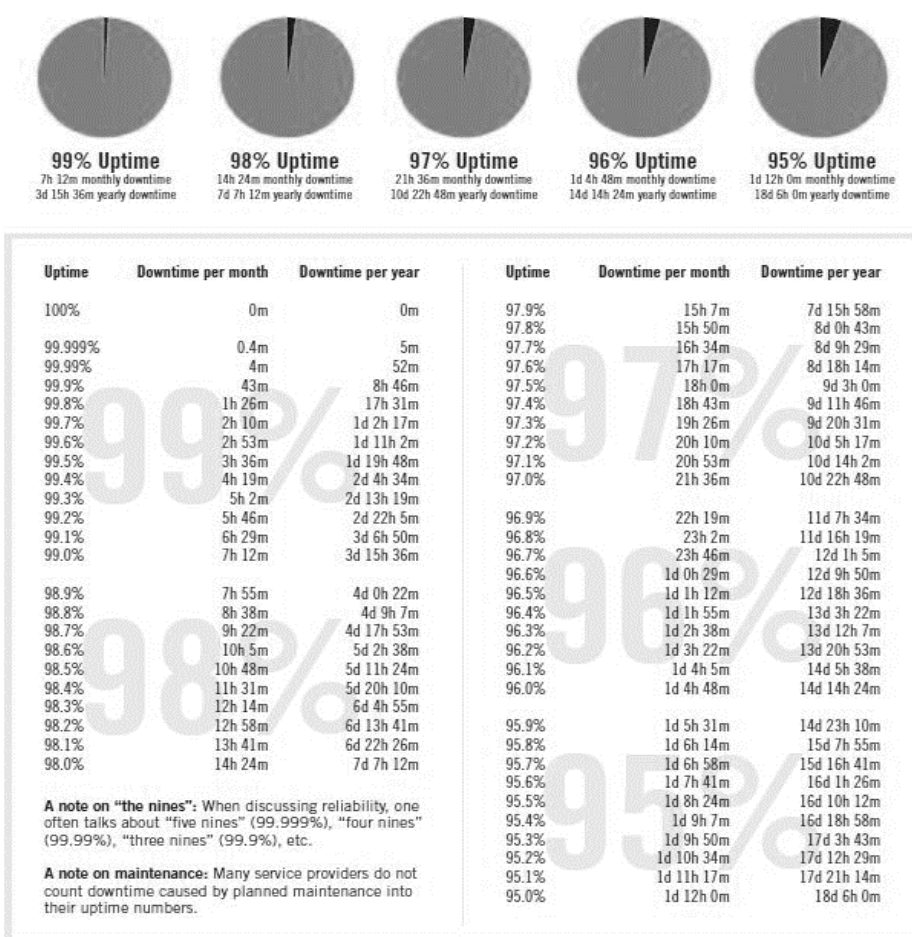 99% Uptime
7h 12m monthly downtime
3d 15h 36m yearly downtime
98% Uptime
14h 24m monthly downtime
7d 7h 12m yearly downtime
97% Uptime
21h 36m monthly downtime
10d 22h 48m yearly downtime
96% Uptime
1d 4h 48m monthly downtime
14d 14h 24m yearly downtime
95% Uptime
1d 12h 0m monthly downtime
18d 6h 0m yearly downtime
Uptime Downtime per month Downtime per year
100% 0m 0m
99.999% 0.4m 5m
99.99% 4m 52m
99.9% 43m 8h 46m
99.8% 1h 26m 17h 31m
99.7% 2h 10m 1d 2h 17m
99.6% 2h 53m 1d 11h 2m
99.5% 3h 36m 1d 19h 48m
99.4% 4h 19m 2d 4h 34m
99.3% 5h 2m 2d 13h 19m
99.2% 5h 46m 2d 22h 5m
99.1% 6h 29m 3d 6h 50m
99.0% 7h 12m 3d 15h 36m
99%
98.9% 7h 55m 4d 0h 22m
98.8% 8h 38m 4d 9h 7m
98.7% 9h 22m 4d 17h 53m
98.6% 10h 5m 5d 2h 38m
98.5% 10h 48m 5d 11h 24m
98.4% 11h 31m 5d 20h 10m
98.3% 12h 14m 6d 4h 55m
98.2% 12h 58m 6d 13h 41m
98.1% 13h 41m 6d 22h 26m
98.0% 14h 24m 7d 7h 12m
98%
A note on “the nines”: When discussing reliability, one
often talks about “five nines” (99.999%), “four nines”
(99.99%), “three nines” (99.9%), etc.
A note on maintenance: Many service providers do not
count downtime caused by planned maintenance into
their uptime numbers.
Uptime Downtime per month Downtime per year
97.9% 15h 7m 7d 15h 58m
97.8% 15h 50m 8d 0h 43m
97.7% 16h 34m 8d 9h 29m
97.6% 17h 17m 8d 18h 14m
97.5% 18h 0m 9d 3h 0m
97.4% 18h 43m 9d 11h 46m
97.3% 19h 26m 9d 20h 31m
97.2% 20h 10m 10d 5h 17m
97.1% 20h 53m 10d 14h 2m
97.0% 21h 36m 10d 22h 48m
97%
96.9% 22h 19m 11d 7h 34m
96.8% 23h 2m 11d 16h 19m
96.7% 23h 46m 12d 1h 5m
96.6% 1d 0h 29m 12d 9h 50m
96.5% 1d 1h 12m 12d 18h 36m
96.4% 1d 1h 55m 13d 3h 22m
96.3% 1d 2h 38m 13d 12h 7m
96.2% 1d 3h 22m 13d 20h 53m
96.1% 1d 4h 5m 14d 5h 38m
96.0% 1d 4h 48m 14d 14h 24m
96%
95.9% 1d 5h 31m 14d 23h 10m
95.8% 1d 6h 14m 15d 7h 55m
95.7% 1d 6h 58m 15d 16h 41m
95.6% 1d 7h 41m 16d 1h 26m
95.5% 1d 8h 24m 16d 10h 12m
95.4% 1d 9h 7m 16d 18h 58m
95.3% 1d 9h 50m 17d 3h 43m
95.2% 1d 10h 34m 17d 12h 29m
95.1% 1d 11h 17m 17d 21h 14m
95.0% 1d 12h 0m 18d 6h 0m
95%